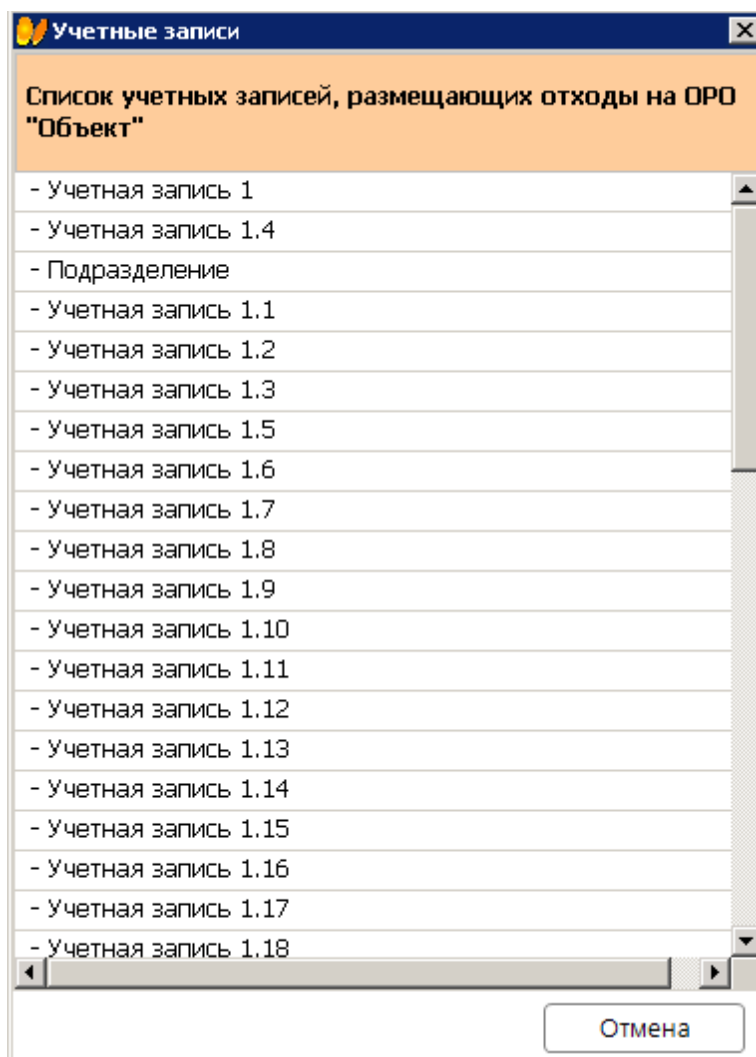 Учетные записи
Список учетных записей, размещающих отходы на ОРО
"Объект"
- Учетная запись 1
- Учетная запись 1.4
- Подразделение
- Учетная запись 1.1
- Учетная запись 1.2
- Учетная запись 1.3
- Учетная запись 1.5
- Учетная запись 1.6
- Учетная запись 1.7
- Учетная запись 1.8
- Учетная запись 1.9
- Учетная запись 1.10
- Учетная запись 1.11
- Учетная запись 1.12
- Учетная запись 1.13
- Учетная запись 1.14
- Учетная запись 1.15
- Учетная запись 1.16
- Учетная запись 1.17
- Учетная запись 1.18
Отмена